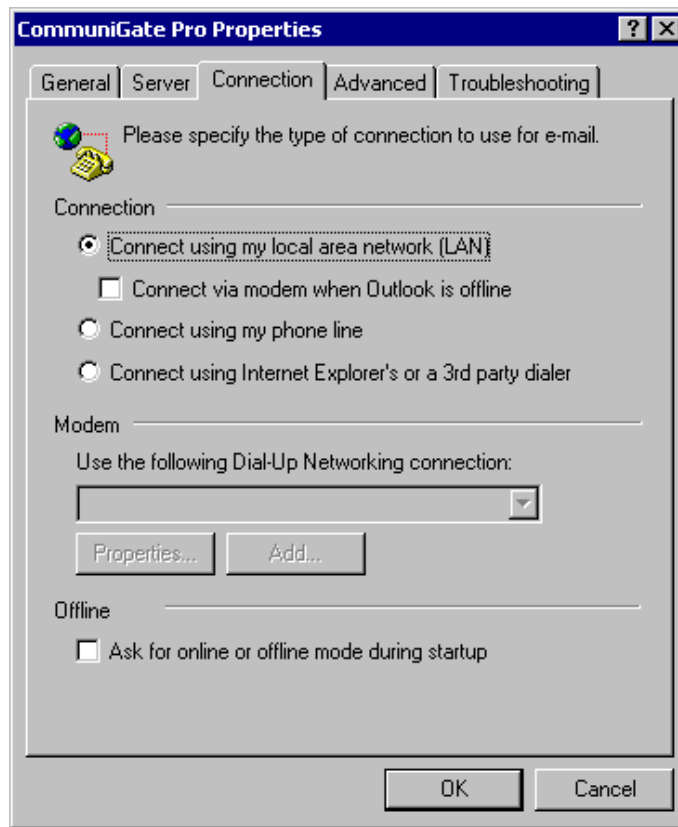 CommuniGate Pro Properties
General Server Connection Advanced Troubleshooting
Please specify the type of connection to use for e-mail.
Connection
Connect using my local area network (LAN)
Connect via modem when Outlook is offline
Connect using my phone line
Connect using Internet Explorer's or a 3rd party dialer
Modem
Use the following Dial-Up Networking connection:
Properties... Add...
Offline
Ask for online or offline mode during startup
OK Cancel